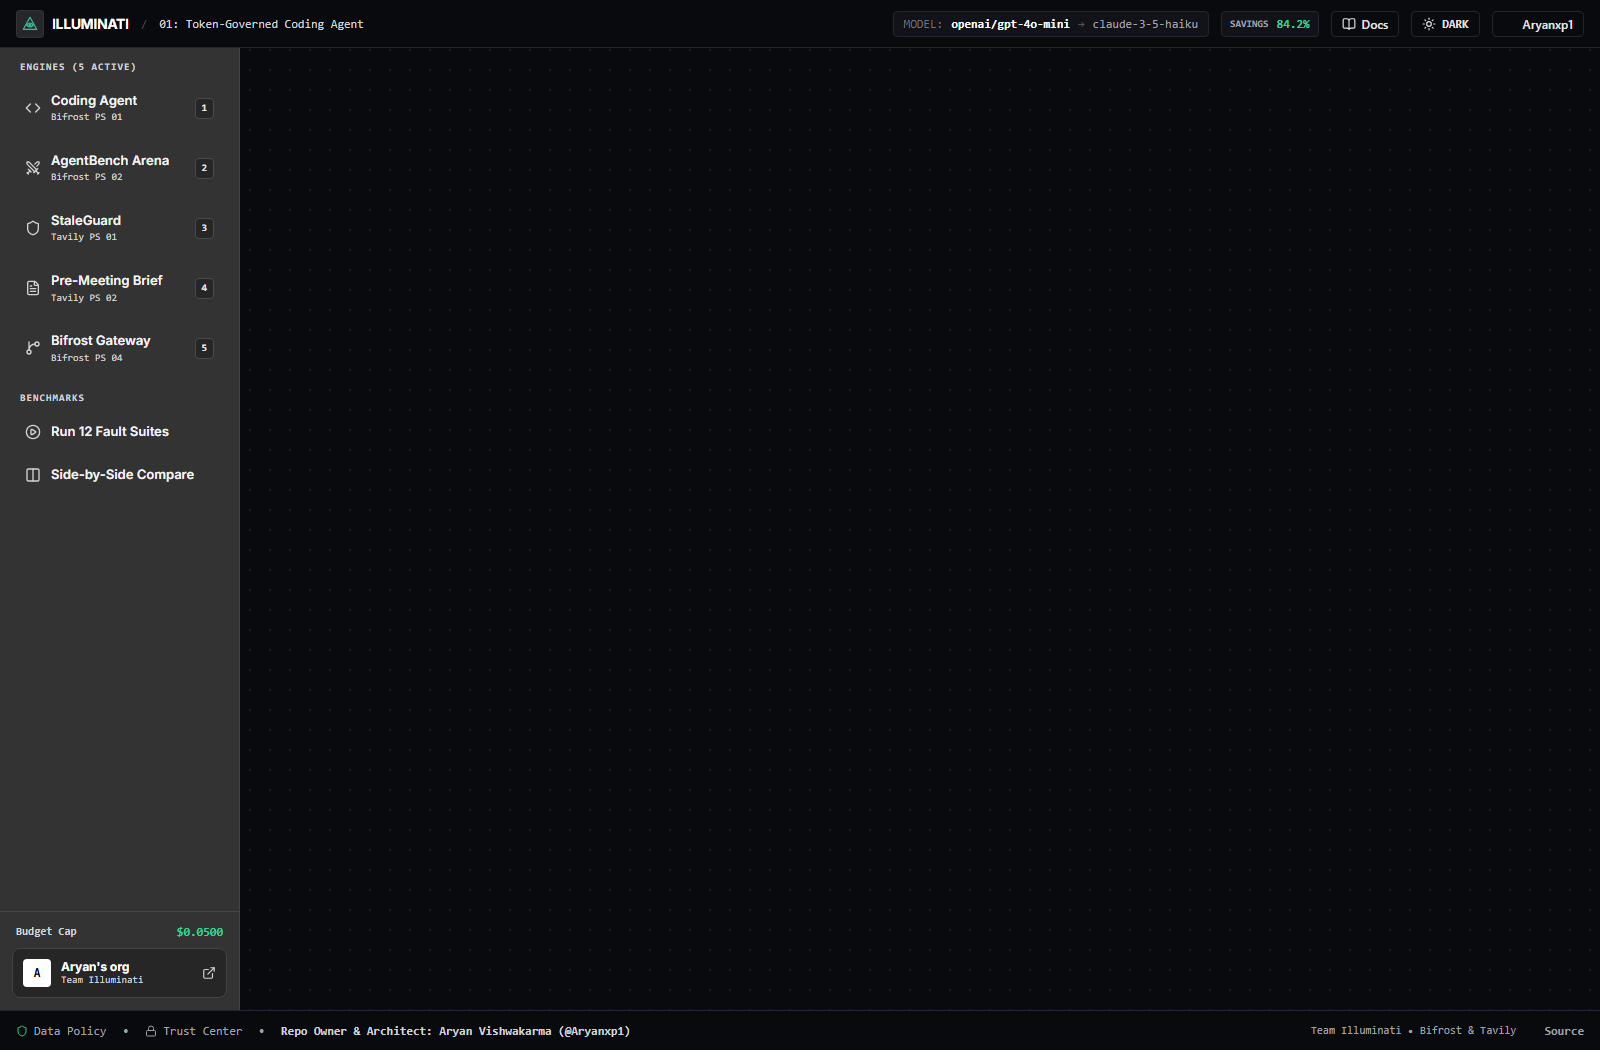 ILLUMINATI / 01: Token-Governed Coding Agent
MODEL: openai/gpt-4o-mini → claude-3-5-haiku
SAVINGS 84.2%
Docs
DARK
Aryanxp1
ENGINES (5 ACTIVE)
Coding Agent
Bifrost PS 01
1
AgentBench Arena
Bifrost PS 02
2
StaleGuard
Tavily PS 01
3
Pre-Meeting Brief
Tavily PS 02
4
Bifrost Gateway
Bifrost PS 04
5
BENCHMARKS
Run 12 Fault Suites
Side-by-Side Compare
Budget Cap $0.0500
A
Aryan's org
Team Illuminati
Data Policy • Trust Center • Repo Owner & Architect: Aryan Vishwakarma (@Aryanxp1)
Team Illuminati • Bifrost & Tavily
Source